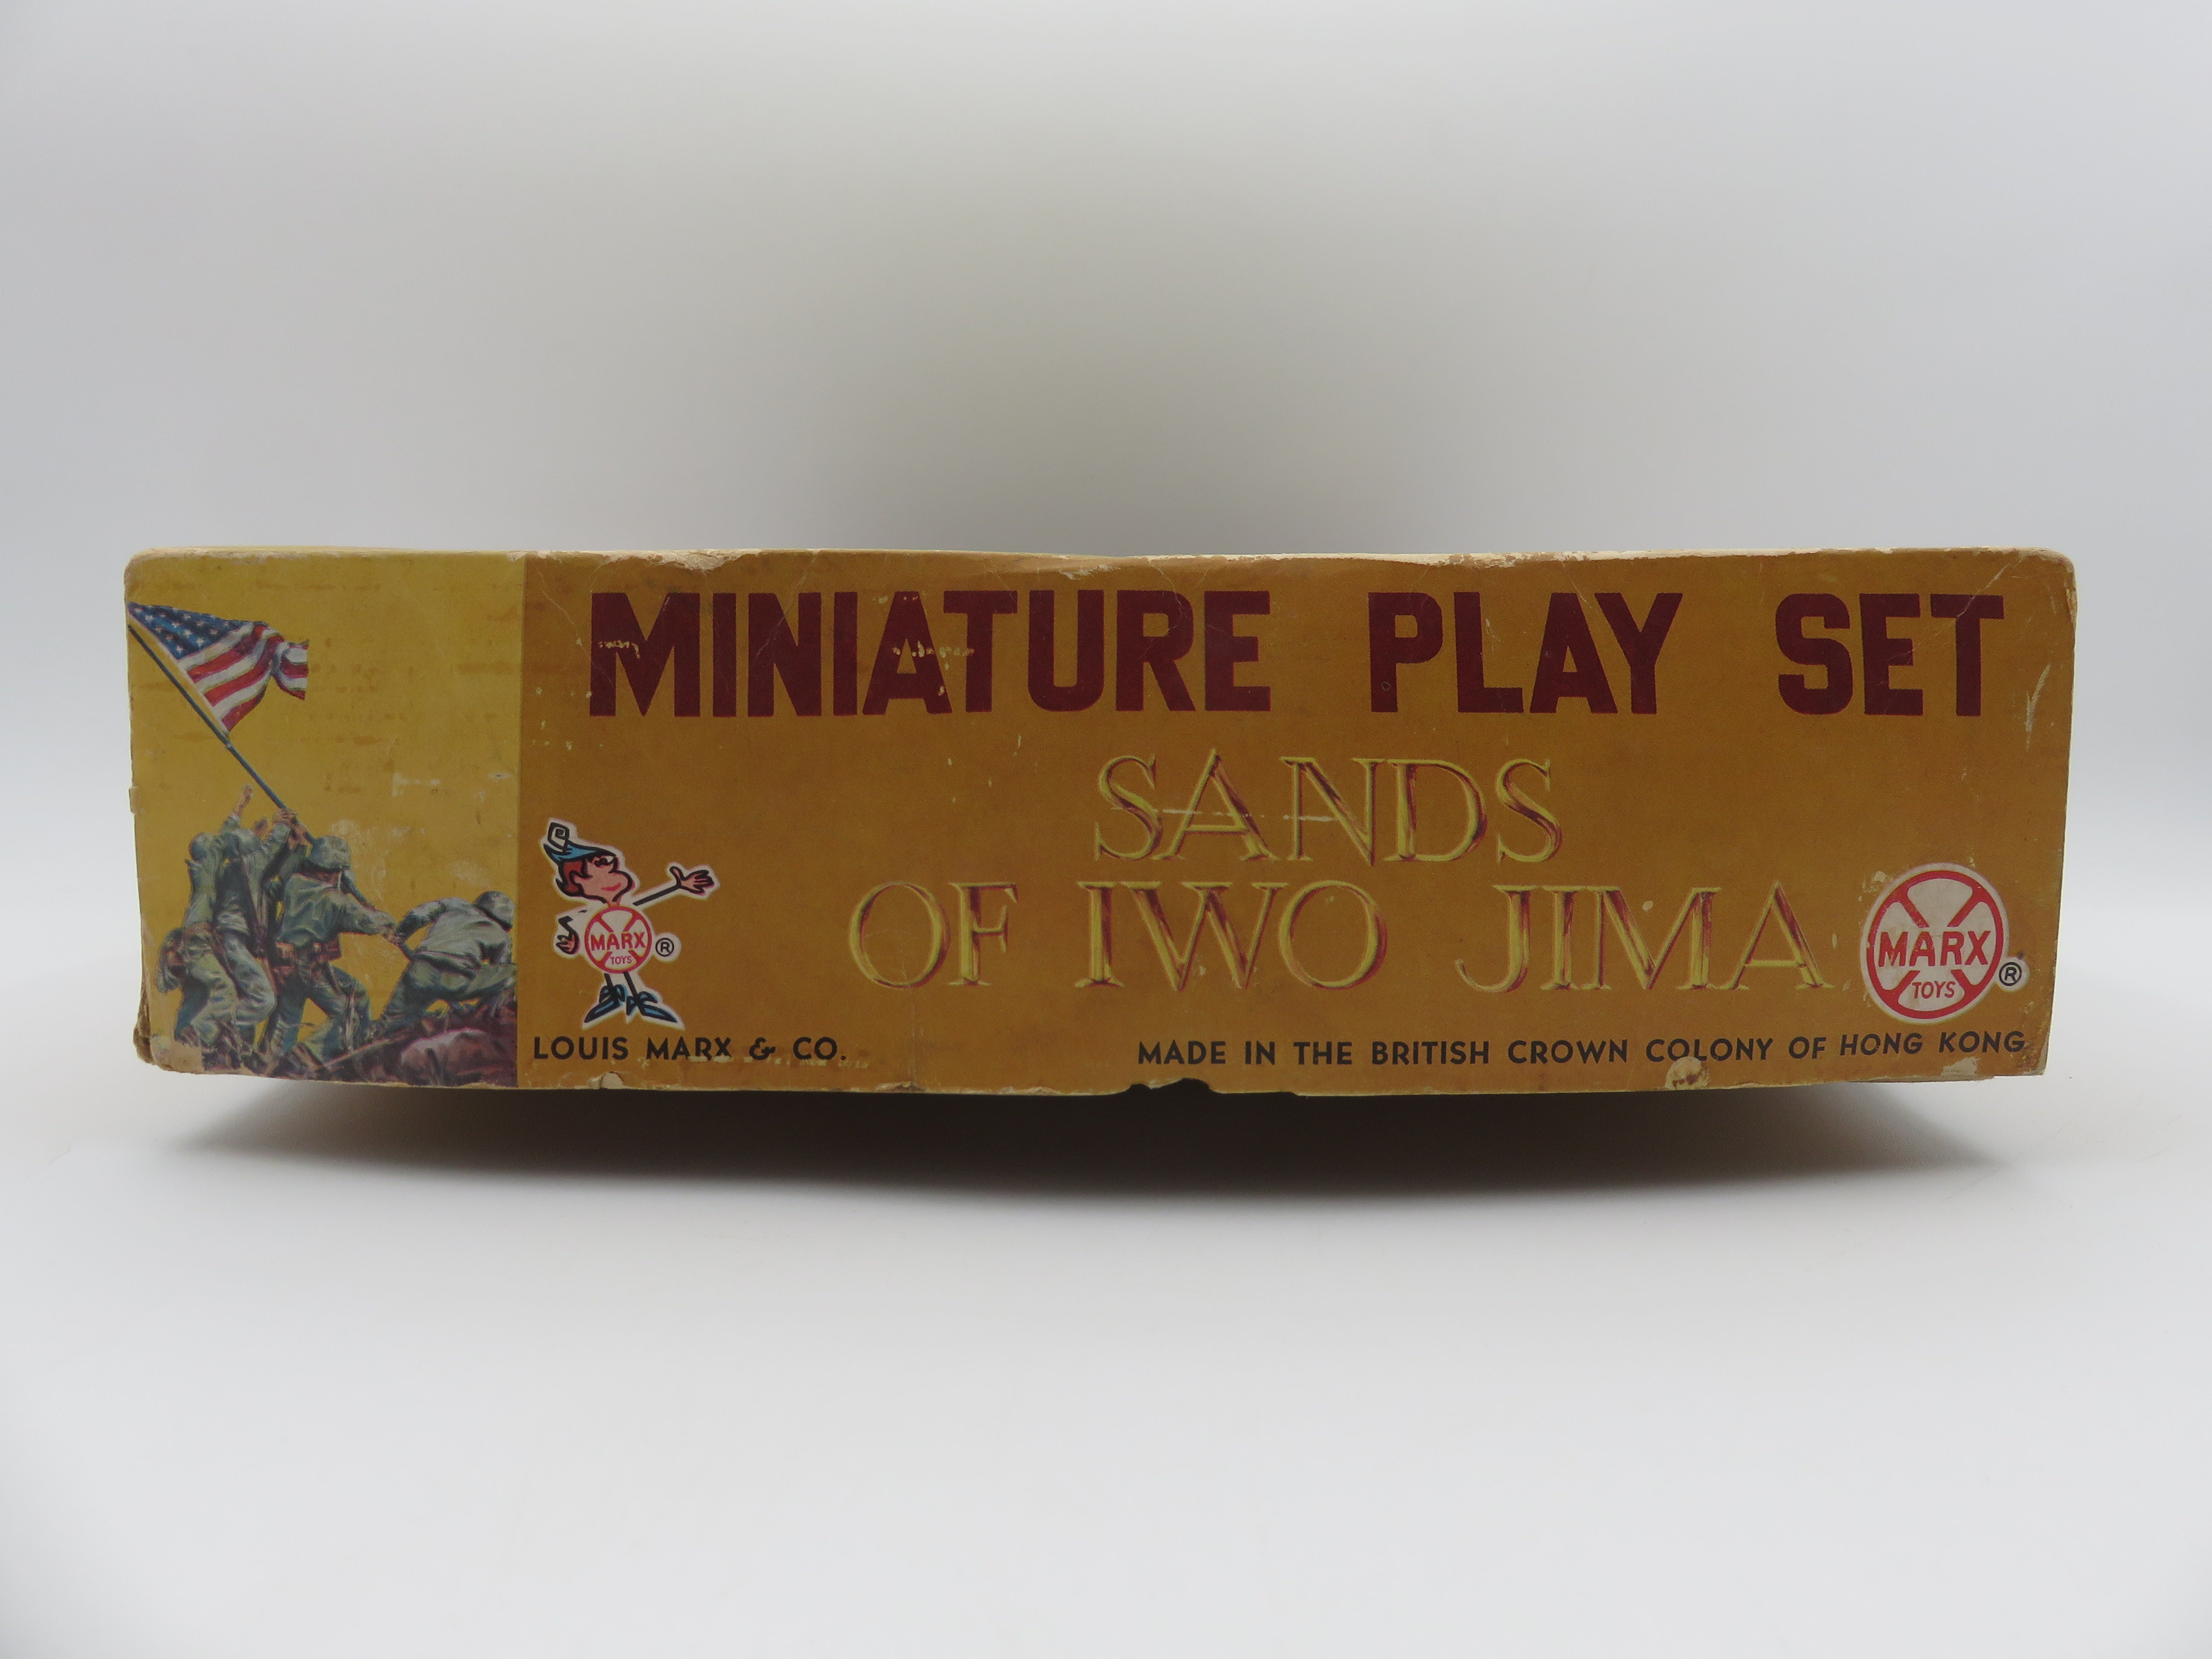 MINIATURE PLAY SET
SANDS
OF IWO JIMA
MARX ®
TOYS
MARX
TOYS ®
LOUIS MARX & CO.
MADE IN THE BRITISH CROWN COLONY OF HONG KONG